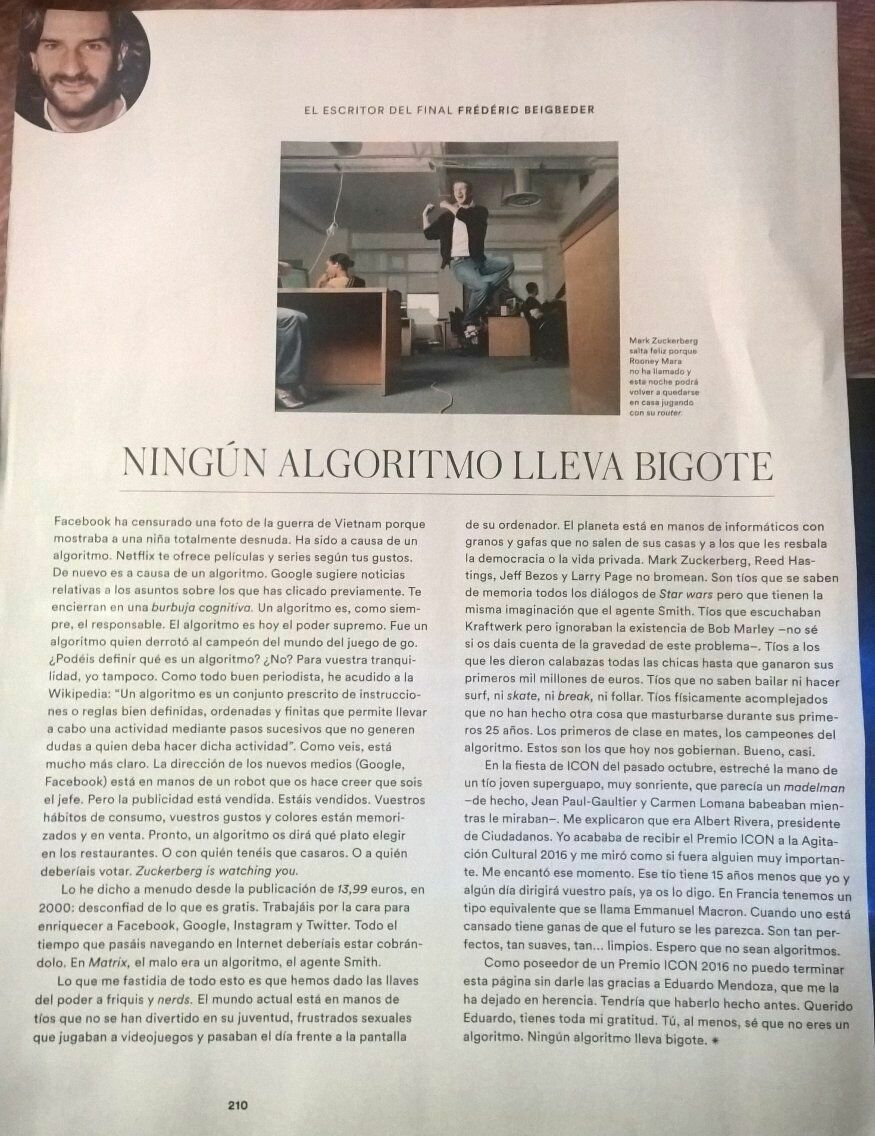 EL ESCRITOR DEL FINAL FRÉDÉRIC BEIGBEDER
Mark Zuckerberg
salta feliz porque
Rooney Mara
no ha llamado y
esta noche podrá
volver a quedarse
en casa jugando
con su router.
NINGÚN ALGORITMO LLEVA BIGOTE
Facebook ha censurado una foto de la guerra de Vietnam porque
mostraba a una niña totalmente desnuda. Ha sido a causa de un
algoritmo. Netflix te ofrece películas y series según tus gustos.
De nuevo es a causa de un algoritmo. Google sugiere noticias
relativas a los asuntos sobre los que has clicado previamente. Te
encierran en una burbuja cognitiva. Un algoritmo es, como siem-
pre, el responsable. El algoritmo es hoy el poder supremo. Fue un
algoritmo quien derrotó al campeón del mundo del juego de go.
¿Podéis definir qué es un algoritmo? ¿No? Para vuestra tranqui-
lidad, yo tampoco. Como todo buen periodista, he acudido a la
Wikipedia: “Un algoritmo es un conjunto prescrito de instruccio-
nes o reglas bien definidas, ordenadas y finitas que permite llevar
a cabo una actividad mediante pasos sucesivos que no generen
dudas a quien deba hacer dicha actividad”. Como veis, está
mucho más claro. La dirección de los nuevos medios (Google,
Facebook) está en manos de un robot que os hace creer que sois
el jefe. Pero la publicidad está vendida. Estáis vendidos. Vuestros
hábitos de consumo, vuestros gustos y colores están memori-
zados y en venta. Pronto, un algoritmo os dirá qué plato elegir
en los restaurantes. O con quién tenéis que casaros. O a quién
deberíais votar. Zuckerberg is watching you.
Lo he dicho a menudo desde la publicación de 13,99 euros, en
2000: desconfiad de lo que es gratis. Trabajáis por la cara para
enriquecer a Facebook, Google, Instagram y Twitter. Todo el
tiempo que pasáis navegando en Internet deberíais estar cobrán-
dolo. En Matrix, el malo era un algoritmo, el agente Smith.
Lo que me fastidia de todo esto es que hemos dado las llaves
del poder a friquis y nerds. El mundo actual está en manos de
tíos que no se han divertido en su juventud, frustrados sexuales
que jugaban a videojuegos y pasaban el día frente a la pantalla
de su ordenador. El planeta está en manos de informáticos con
granos y gafas que no salen de sus casas y a los que les resbala
la democracia o la vida privada. Mark Zuckerberg, Reed Has-
tings, Jeff Bezos y Larry Page no bromean. Son tíos que se saben
de memoria todos los diálogos de Star wars pero que tienen la
misma imaginación que el agente Smith. Tíos que escuchaban
Kraftwerk pero ignoraban la existencia de Bob Marley –no sé
si os dais cuenta de la gravedad de este problema–. Tíos a los
que les dieron calabazas todas las chicas hasta que ganaron sus
primeros mil millones de euros. Tíos que no saben bailar ni hacer
surf, ni skate, ni break, ni follar. Tíos físicamente acomplejados
que no han hecho otra cosa que masturbarse durante sus prime-
ros 25 años. Los primeros de clase en mates, los campeones del
algoritmo. Estos son los que hoy nos gobiernan. Bueno, casi.
En la fiesta de ICON del pasado octubre, estreché la mano de
un tío joven superguapo, muy sonriente, que parecía un madelman
–de hecho, Jean Paul-Gaultier y Carmen Lomana babeaban mien-
tras le miraban–. Me explicaron que era Albert Rivera, presidente
de Ciudadanos. Yo acababa de recibir el Premio ICON a la Agita-
ción Cultural 2016 y me miró como si fuera alguien muy importan-
te. Me encantó ese momento. Ese tío tiene 15 años menos que yo y
algún día dirigirá vuestro país, ya os lo digo. En Francia tenemos un
tipo equivalente que se llama Emmanuel Macron. Cuando uno está
cansado tiene ganas de que el futuro se les parezca. Son tan per-
fectos, tan suaves, tan... limpios. Espero que no sean algoritmos.
Como poseedor de un Premio ICON 2016 no puedo terminar
esta página sin darle las gracias a Eduardo Mendoza, que me la
ha dejado en herencia. Tendría que haberlo hecho antes. Querido
Eduardo, tienes toda mi gratitud. Tú, al menos, sé que no eres un
algoritmo. Ningún algoritmo lleva bigote. ✴
210